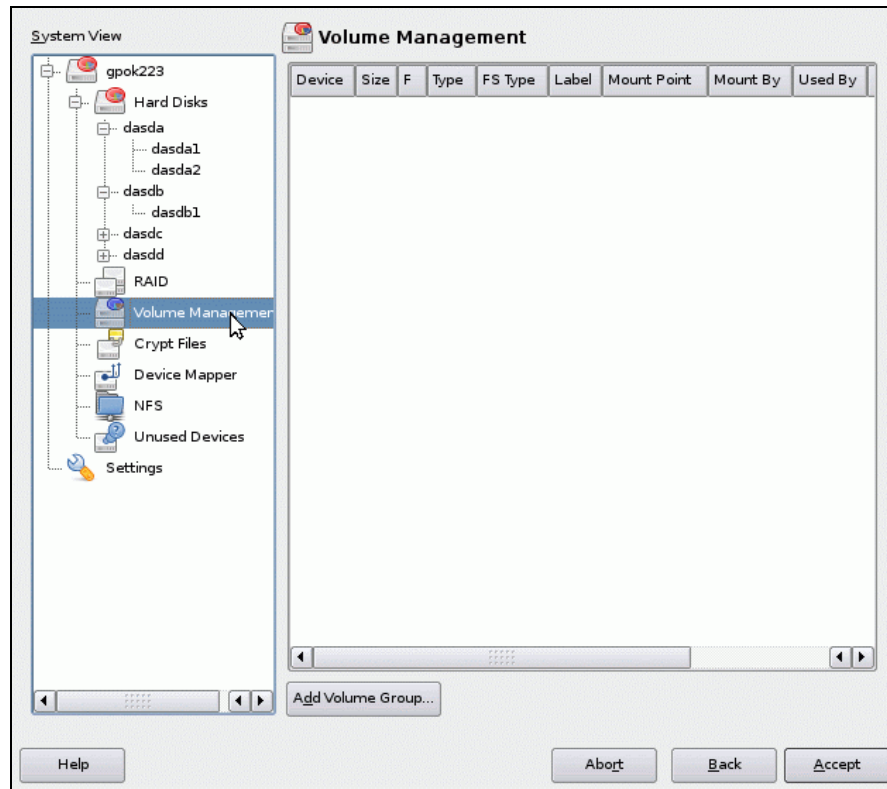 System View
gpok223
Hard Disks
dasda
dasda1
dasda2
dasdb
dasdb1
dasdc
dasdd
RAID
Volume Managemen
Crypt Files
Device Mapper
NFS
Unused Devices
Settings
Volume Management
Device Size F Type FS Type Label Mount Point Mount By Used By
Add Volume Group...
Help Abort Back Accept